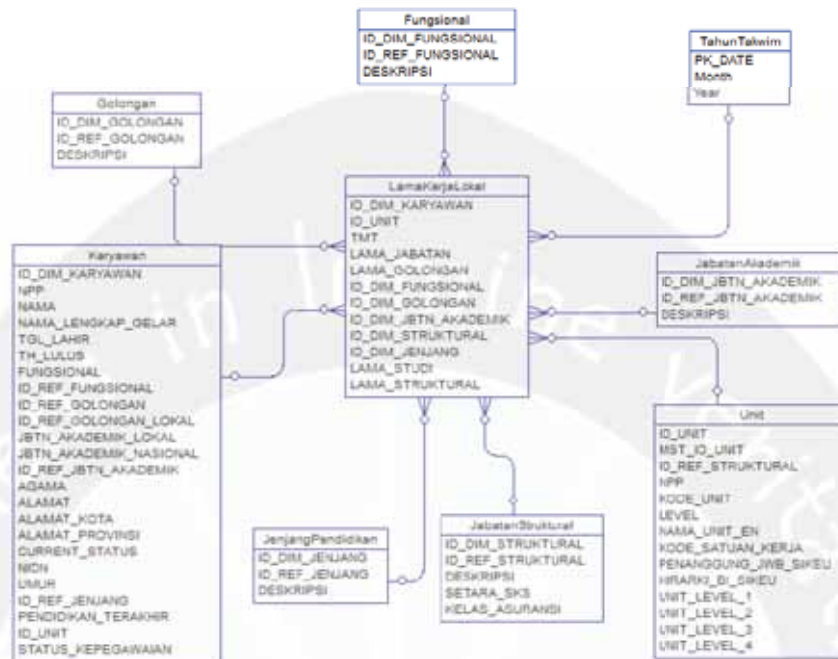 Fungsional
ID_DIM_FUNGSIONAL
ID_REF_FUNGSIONAL
DESKRIPSI
TahunTakwim
PK_DATE
Month
Year
Golongan
ID_DIM_GOLONGAN
ID_REF_GOLONGAN
DESKRIPSI
LamaKerjaLokal
ID_DIM_KARYAWAN
ID_UNIT
TMT
LAMA_JABATAN
LAMA_GOLONGAN
ID_DIM_FUNGSIONAL
ID_DIM_GOLONGAN
ID_DIM_JBTN_AKADEMIK
ID_DIM_STRUKTURAL
ID_DIM_JENJANG
LAMA_STUDI
LAMA_STRUKTURAL
Karyawan
ID_DIM_KARYAWAN
NPP
NAMA
NAMA_LENGKAP_GELAR
TGL_LAHIR
TH_LULUS
FUNGSIONAL
ID_REF_FUNGSIONAL
ID_REF_GOLONGAN
ID_REF_GOLONGAN_LOKAL
JBTN_AKADEMIK_LOKAL
JBTN_AKADEMIK_NASIONAL
ID_REF_JBTN_AKADEMIK
AGAMA
ALAMAT
ALAMAT_KOTA
ALAMAT_PROVINSI
CURRENT_STATUS
NIDN
UMUR
ID_REF_JENJANG
PENDIDIKAN_TERAKHIR
ID_UNIT
STATUS_KEPEGAWAIAN
JabatanAkademik
ID_DIM_JBTN_AKADEMIK
ID_REF_JBTN_AKADEMIK
DESKRIPSI
Unit
ID_UNIT
MST_ID_UNIT
ID_REF_STRUKTURAL
NPP
KODE_UNIT
LEVEL
NAMA_UNIT_EN
KODE_SATUAN_KERJA
PENANGGUNG_JWB_SIKEU
HIRARKI_DI_SIKEU
UNIT_LEVEL_1
UNIT_LEVEL_2
UNIT_LEVEL_3
UNIT_LEVEL_4
JenjangPendidikan
ID_DIM_JENJANG
ID_REF_JENJANG
DESKRIPSI
JabatanStruktural
ID_DIM_STRUKTURAL
ID_REF_STRUKTURAL
DESKRIPSI
SETARA_SKS
KELAS_ASURANSI